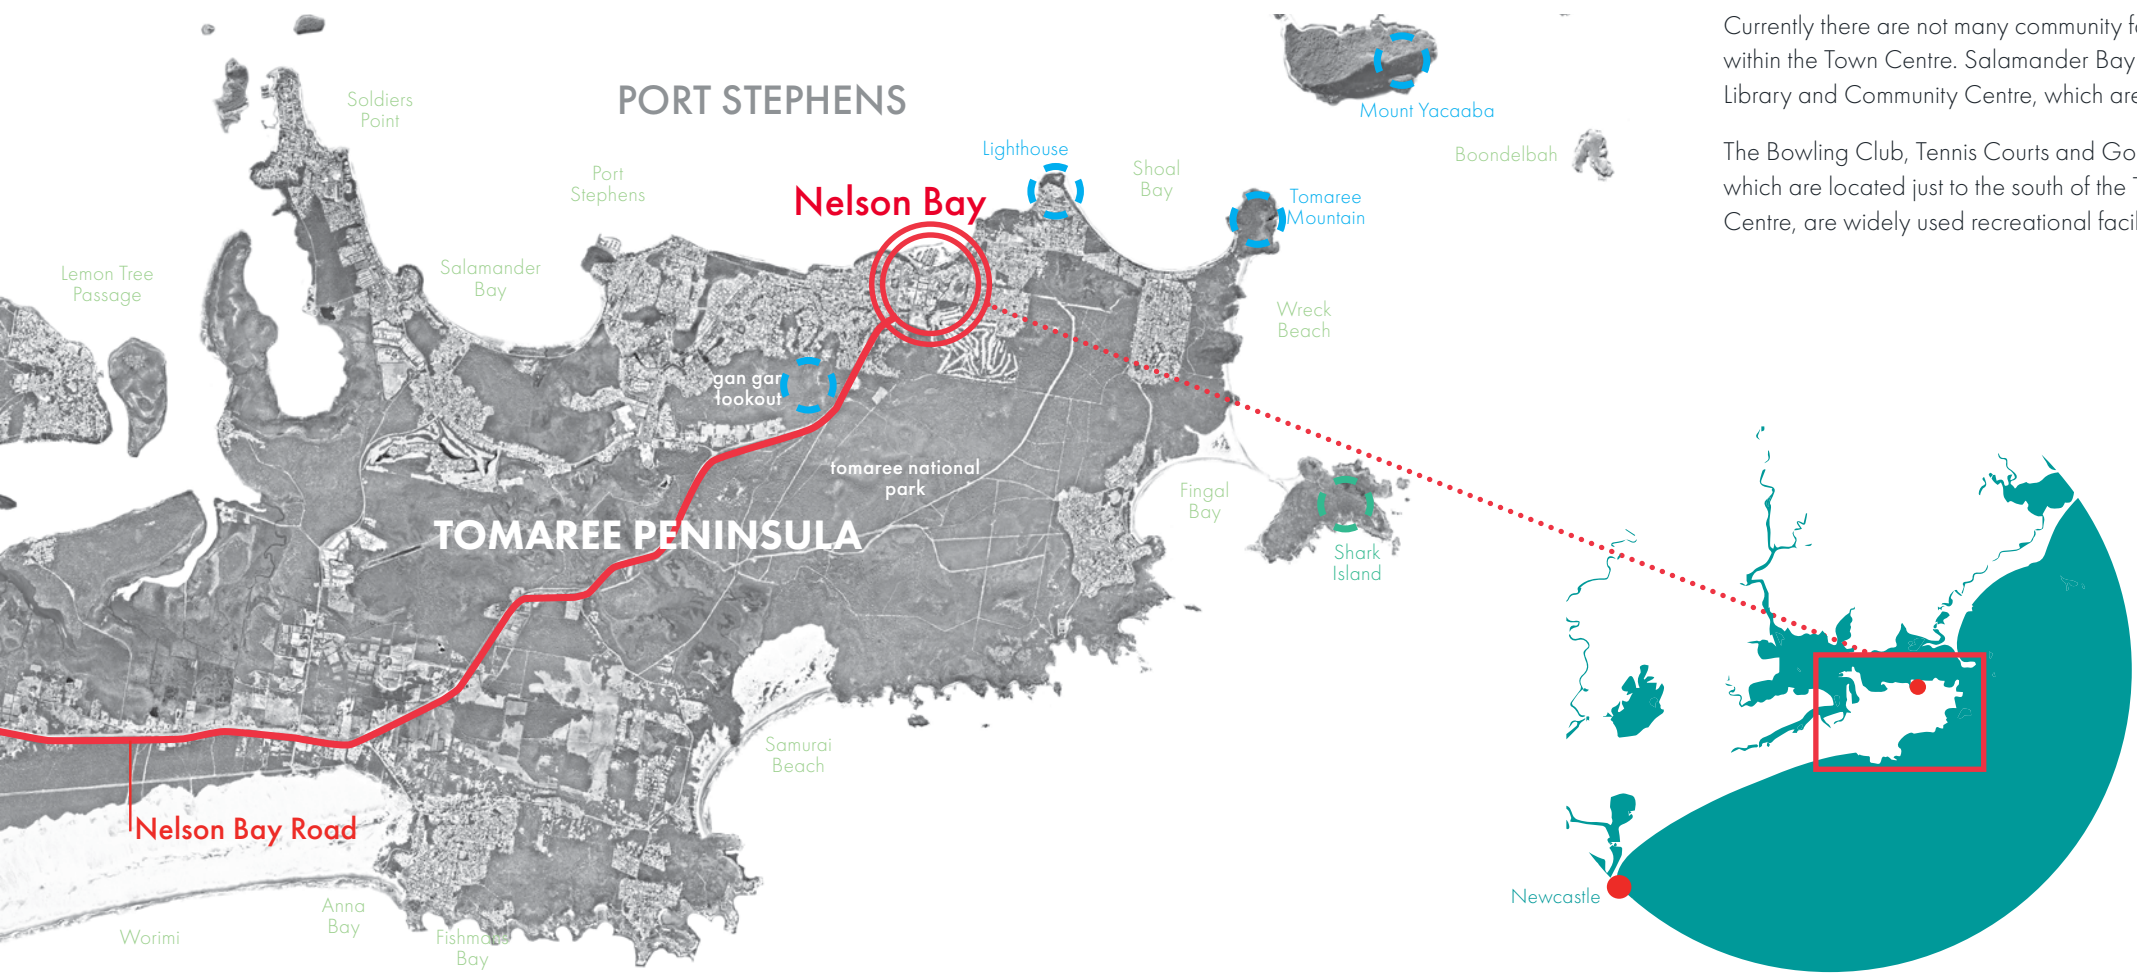 Currently there are not many community
within the Town Centre. Salamander Bay
Library and Community Centre, which are
The Bowling Club, Tennis Courts and
which are located just to the south of the
Centre, are widely used recreational
PORT STEPHENS
Soldiers
Point
Mount Yacaaba
Lighthouse
Boondelbah
Shoal
Bay
Port
Stephens
Nelson Bay
Tomaree
Mountain
Lemon Tree
Passage
Salamander
Bay
Wreck
Beach
gan gan
lookout
tomaree national
park
Fingal
Bay
TOMAREE PENINSULA
Shark
Island
Samurai
Beach
Nelson Bay Road
Newcastle
Anna
Bay
Worimi
Bay